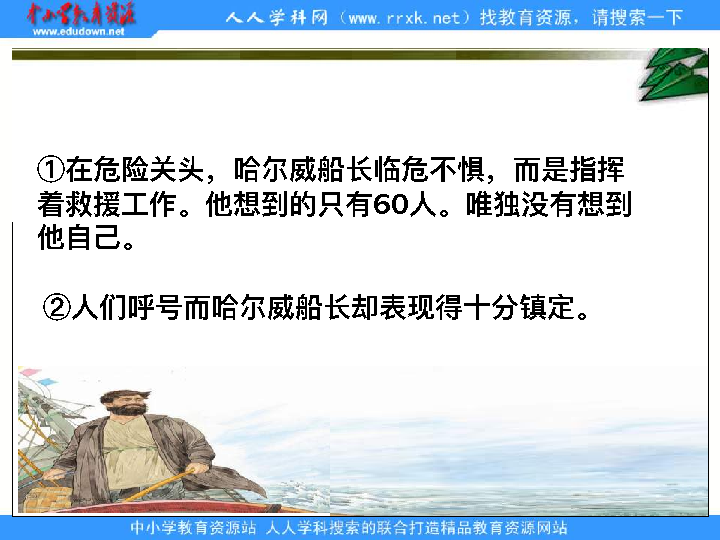 中小学教育资源
www.edudown.net
人人学科网（www.rrxk.net）找教育资源，请搜索一下
①在危险关头，哈尔威船长临危不惧，而是指挥
着救援工作。他想到的只有60人。唯独没有想到
他自己。
②人们呼号而哈尔威船长却表现得十分镇定。
中小学教育资源站 人人学科搜索的联合打造精品教育资源网站